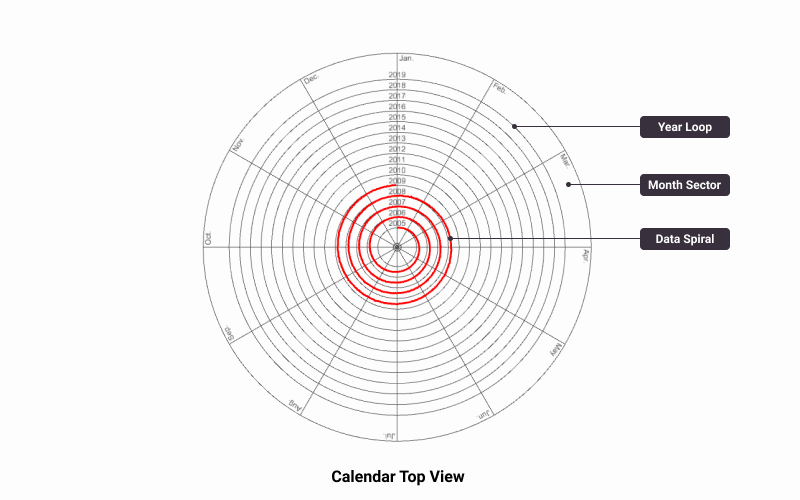 Jan.
Feb.
Mar.
Apr.
May
Jun.
Jul.
Aug.
Sep.
Oct.
Nov.
Dec.
2019
2018
2017
2016
2015
2014
2013
2012
2011
2010
2009
2008
2007
2006
2005
Year Loop
Month Sector
Data Spiral
Calendar Top View